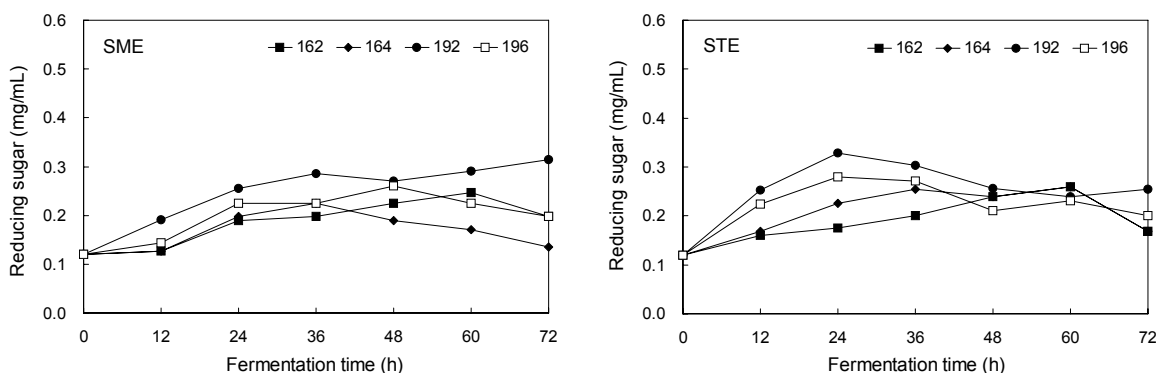 SME
162 164 192 196
Reducing sugar (mg/mL)
0.6
0.5
0.4
0.3
0.2
0.1
0.0
0 12 24 36 48 60 72
Fermentation time (h)
STE
162 164 192 196
Reducing sugar (mg/mL)
0.6
0.5
0.4
0.3
0.2
0.1
0.0
0 12 24 36 48 60 72
Fermentation time (h)